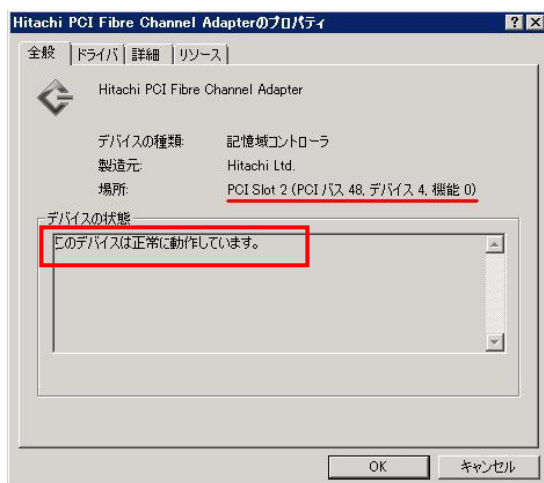 Hitachi PCI Fibre Channel Adapterのプロパティ
全般 ドライバ 詳細 リソース
Hitachi PCI Fibre Channel Adapter
デバイスの種類: 記憶域コントローラ
製造元: Hitachi Ltd.
場所: PCI Slot 2 (PCI バス 48, デバイス 4, 機能 0)
デバイスの状態
このデバイスは正常に動作しています。
OK キャンセル